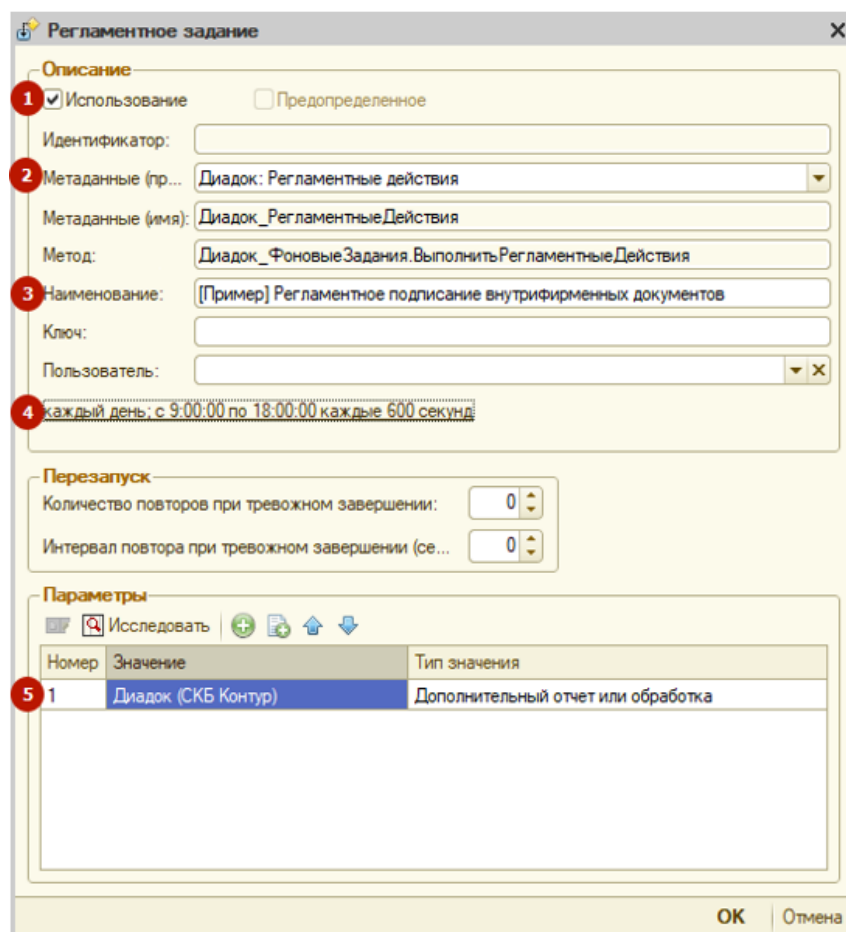 Регламентное задание
Описание
1 Использование Предопределенное
Идентификатор:
2 Метаданные (пр... Диадок: Регламентные действия
Метаданные (имя): Диадок_РегламентныеДействия
Метод: Диадок_ФоновыеЗадания.ВыполнитьРегламентныеДействия
3 Наименование: [Пример] Регламентное подписание внутрифирменных документов
Ключ:
Пользователь:
4 каждый день; с 9:00:00 по 18:00:00 каждые 600 секунд
Перезапуск
Количество повторов при тревожном завершении: 0
Интервал повтора при тревожном завершении (се... 0
Параметры
Исследовать
Номер Значение Тип значения
5 1 Диадок (СКБ Контур) Дополнительный отчет или обработка
OK Отмена